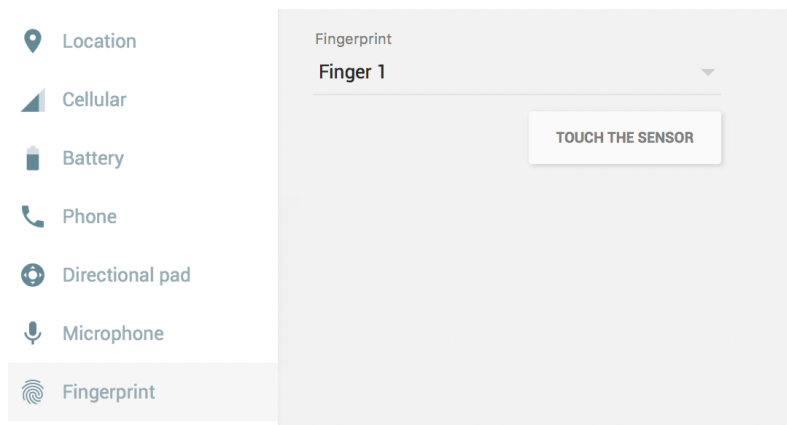 Location
Cellular
Battery
Phone
Directional pad
Microphone
Fingerprint
Fingerprint
Finger 1
TOUCH THE SENSOR